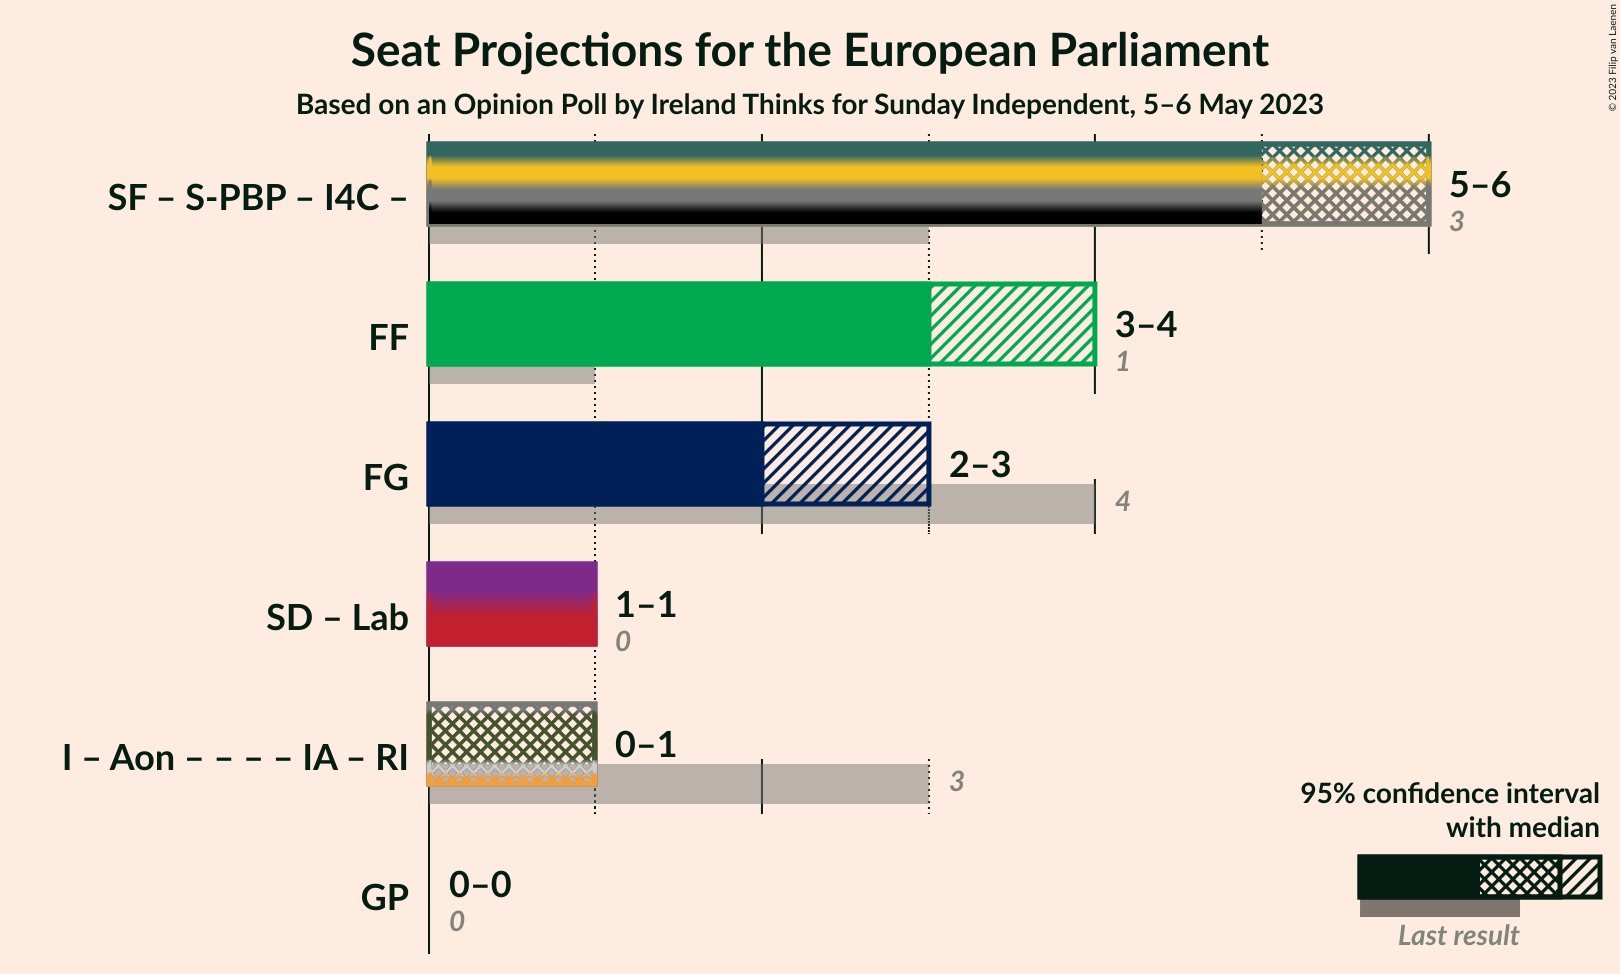 Seat Projections for the European Parliament
Based on an Opinion Poll by Ireland Thinks for Sunday Independent, 5–6 May 2023
© 2023 Filip van Laenen
SF – S-PBP – I4C –
5–6
3
FF
3–4
1
FG
2–3
4
SD – Lab
1–1
0
I – Aon – – – – IA – RI
0–1
3
GP
0–0
0
95% confidence interval
with median
Last result